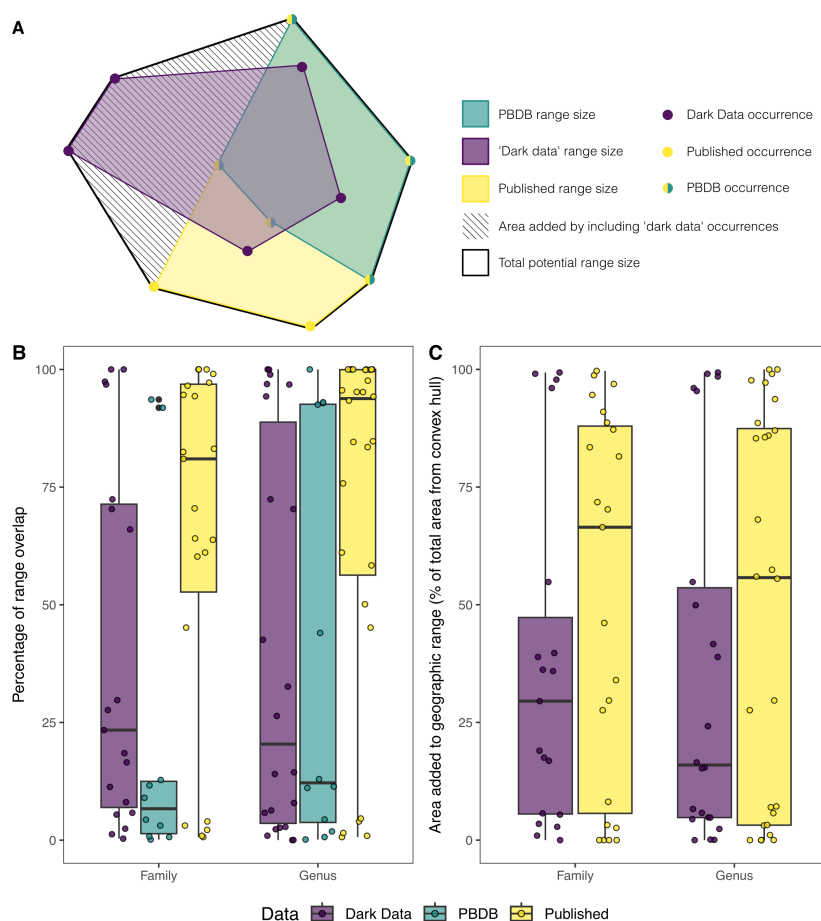 A
PBDB range size
'Dark data' range size
Published range size
Area added by including 'dark data' occurrences
Total potential range size
Dark Data occurrence
Published occurrence
PBDB occurrence
B
Percentage of range overlap
100
75
50
25
0
Family
Genus
C
Area added to geographic range (% of total area from convex hull)
100
75
50
25
0
Family
Genus
Data
Dark Data
PBDB
Published